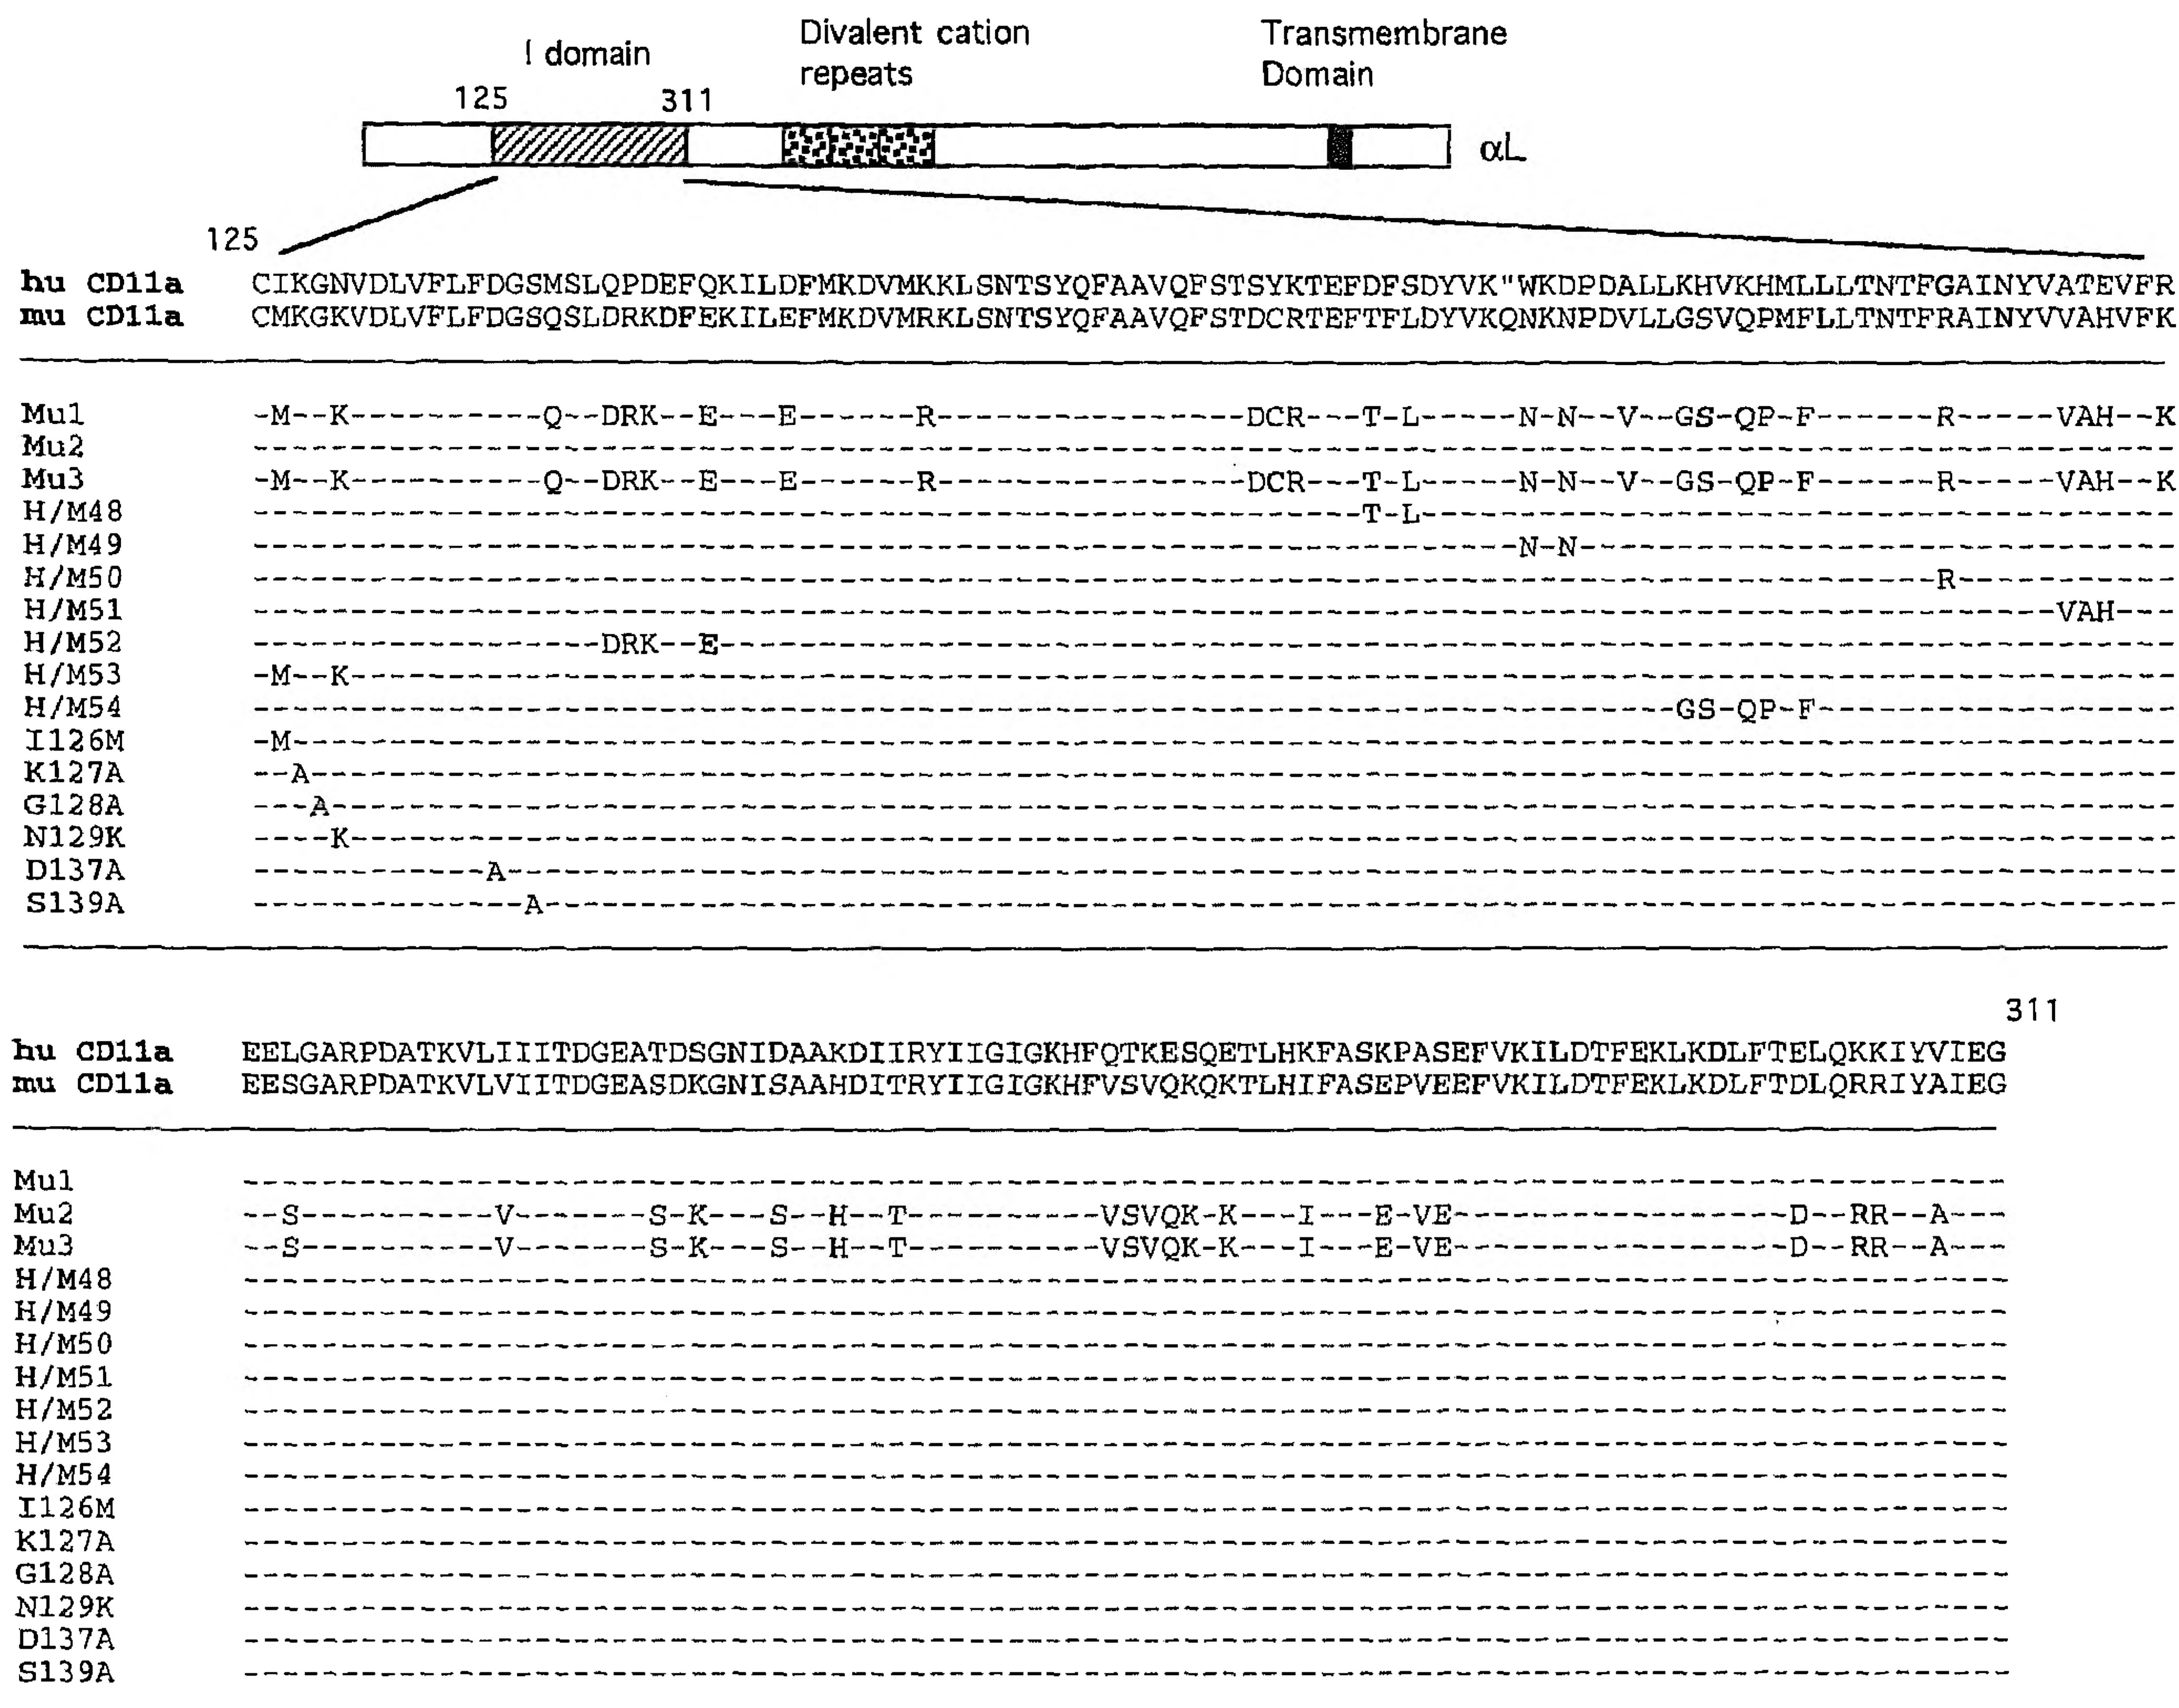 I domain
Divalent cation
repeats
Transmembrane
Domain
125
311
αL
125
hu CD11a CIKGNVDLVFLFDGSMSLQPDEFQKILDFMKDVMKKLSNTSYQFAAVQFSTSYKTEFDFSDYVK"WKDPDALLKHVKHMLLLTNTFGAINYVATEVFR
mu CD11a CMKGKVDLVFLFDGSQSLDRKDFEKILEFMKDVMRKLSNTSYQFAAVQFSTDCRTEFTFLDYVKQNKNPDVLLGSVQPMFLLTNTFRAINYVVAHVFK
Mu1 -M--K----------Q--DRK--E---E------R----------------DCR---T-L-----N-N--V--GS-QP-F------R-----VAH--K
Mu2 -------------------------------------------------------------------------------------------------
Mu3 -M--K----------Q--DRK--E---E------R----------------DCR---T-L-----N-N--V--GS-QP-F------R-----VAH--K
H/M48 ---------------------------------------------------------T-L--------------------------------------
H/M49 -----------------------------------------------------------------N-N------------------------------
H/M50 --------------------------------------------------------------------------------------R-----------
H/M51 --------------------------------------------------------------------------------------------VAH---
H/M52 ------------------DRK--E-------------------------------------------------------------------------
H/M53 -M--K--------------------------------------------------------------------------------------------
H/M54 -------------------------------------------------------------------------GS-QP-F------------------
I126M -M-----------------------------------------------------------------------------------------------
K127A --A----------------------------------------------------------------------------------------------
G128A ---A---------------------------------------------------------------------------------------------
N129K ----K--------------------------------------------------------------------------------------------
D137A ------------A------------------------------------------------------------------------------------
S139A --------------A----------------------------------------------------------------------------------
311
hu CD11a EELGARPDATKVLIIITDGEATDSGNIDAAKDIIRYIIGIGKHFQTKESQETLHKFASKPASEFVKILDTFEKLKDLFTELQKKIYVIEG
mu CD11a EESGARPDATKVLVIITDGEASDKGNISAAHDITRYIIGIGKHFVSVQKQKTLHIFASEPVEEFVKILDTFEKLKDLFTDLQRRIYAIEG
Mu1 ------------------------------------------------------------------------------------------
Mu2 --S----------V-------S-K---S--H--T----------VSVQK-K---I---E-VE-----------------D--RR--A---
Mu3 --S----------V-------S-K---S--H--T----------VSVQK-K---I---E-VE-----------------D--RR--A---
H/M48 ------------------------------------------------------------------------------------------
H/M49 ------------------------------------------------------------------------------------------
H/M50 ------------------------------------------------------------------------------------------
H/M51 ------------------------------------------------------------------------------------------
H/M52 ------------------------------------------------------------------------------------------
H/M53 ------------------------------------------------------------------------------------------
H/M54 ------------------------------------------------------------------------------------------
I126M ------------------------------------------------------------------------------------------
K127A ------------------------------------------------------------------------------------------
G128A ------------------------------------------------------------------------------------------
N129K ------------------------------------------------------------------------------------------
D137A ------------------------------------------------------------------------------------------
S139A ------------------------------------------------------------------------------------------